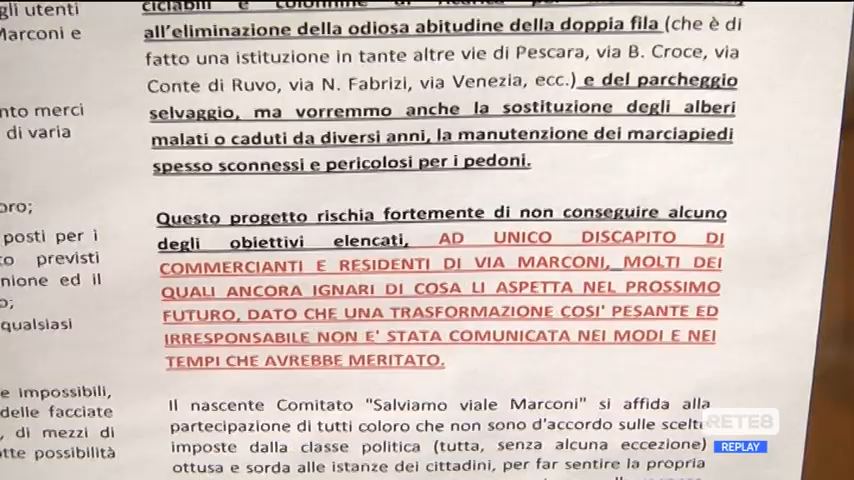 gli utenti
Marconi e
nto merci
di varia
oro;
posti per i
to previsti
nione ed il
o;
qualsiasi
e impossibili,
delle facciate
, di mezzi di
otte possibilità
ciclabili e colonnine di ricarica per
all'eliminazione della odiosa abitudine della doppia fila (che è di
fatto una istituzione in tante altre vie di Pescara, via B. Croce, via
Conte di Ruvo, via N. Fabrizi, via Venezia, ecc.) e del parcheggio
selvaggio, ma vorremmo anche la sostituzione degli alberi
malati o caduti da diversi anni, la manutenzione dei marciapiedi
spesso sconnessi e pericolosi per i pedoni.
Questo progetto rischia fortemente di non conseguire alcuno
degli obiettivi elencati, AD UNICO DISCAPITO DI
COMMERCIANTI E RESIDENTI DI VIA MARCONI, MOLTI DEI
QUALI ANCORA IGNARI DI COSA LI ASPETTA NEL PROSSIMO
FUTURO, DATO CHE UNA TRASFORMAZIONE COSI' PESANTE ED
IRRESPONSABILE NON E' STATA COMUNICATA NEI MODI E NEI
TEMPI CHE AVREBBE MERITATO.
Il nascente Comitato "Salviamo viale Marconi" si affida alla
partecipazione di tutti coloro che non sono d'accordo sulle scelte
imposte dalla classe politica (tutta, senza alcuna eccezione)
ottusa e sorda alle istanze dei cittadini, per far sentire la propria
RETE8
REPLAY